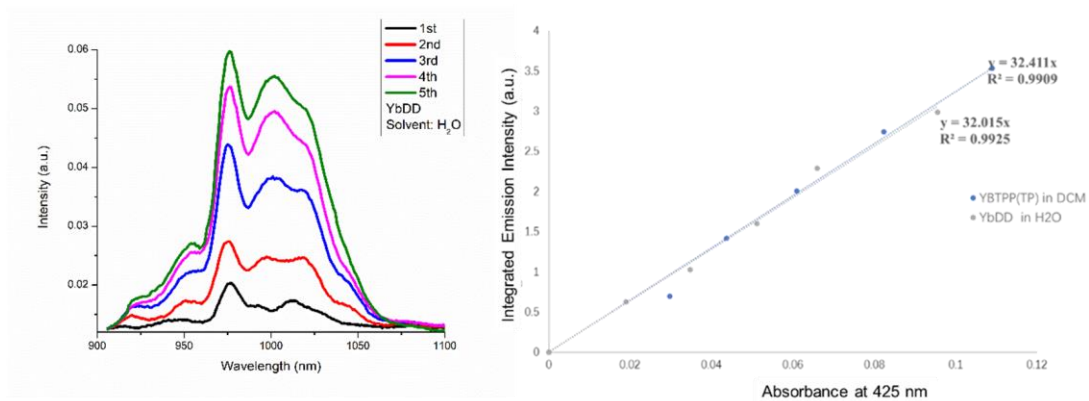 1st
2nd
3rd
4th
5th
YbDD
Solvent: H₂O
0.06
0.05
0.04
0.03
0.02
Intensity (a.u.)
900
950
1000
1050
1100
Wavelength (nm)
4
3.5
3
2.5
2
1.5
1
0.5
0
Integrated Emission Intensity (a.u.)
y = 32.411x
R² = 0.9909
y = 32.015x
R² = 0.9925
YBTPP(TP) in DCM
YbDD in H2O
0
0.02
0.04
0.06
0.08
0.1
0.12
Absorbance at 425 nm